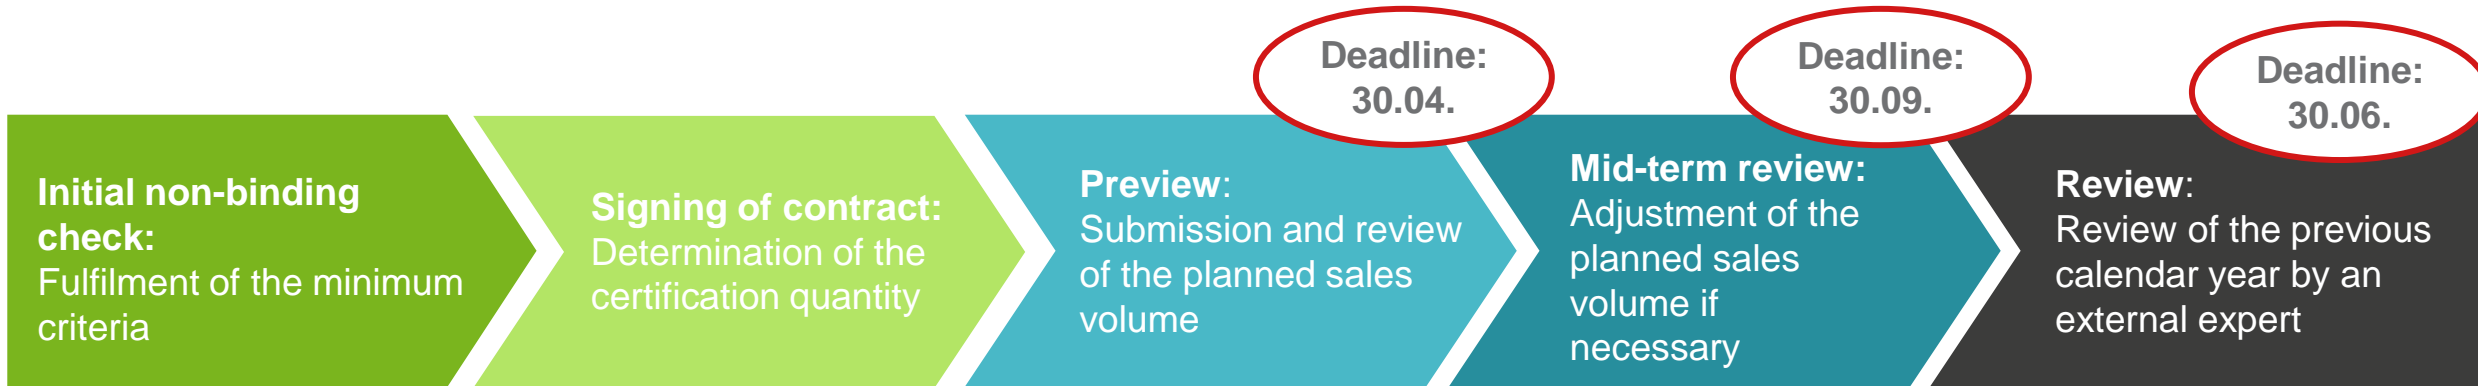 Initial non-binding
check:
Fulfilment of the minimum
criteria
Signing of contract:
Determination of the
certification quantity
Deadline:
30.04.
Preview:
Submission and review
of the planned sales
volume
Deadline:
30.09.
Mid-term review:
Adjustment of the
planned sales
volume if
necessary
Deadline:
30.06.
Review:
Review of the previous
calendar year by an
external expert